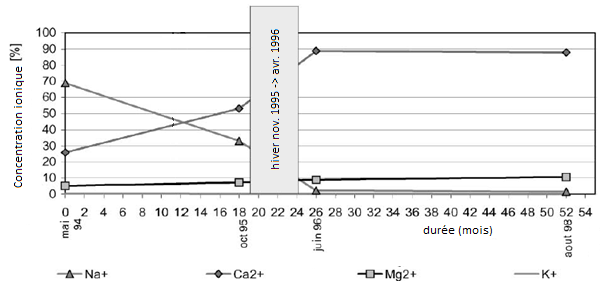 Concentration ionique [%]
100
90
80
70
60
50
40
30
20
10
0
hiver nov. 1995 -> avr. 1996
0 2 4 6 8 10 12 14 16 18 20 22 24 26 28 30 32 34 36 38 40 42 44 46 48 50 52 54
mai 94
oct 95
juin 96
aout 98
durée (mois)
Na+ Ca2+ Mg2+ K+